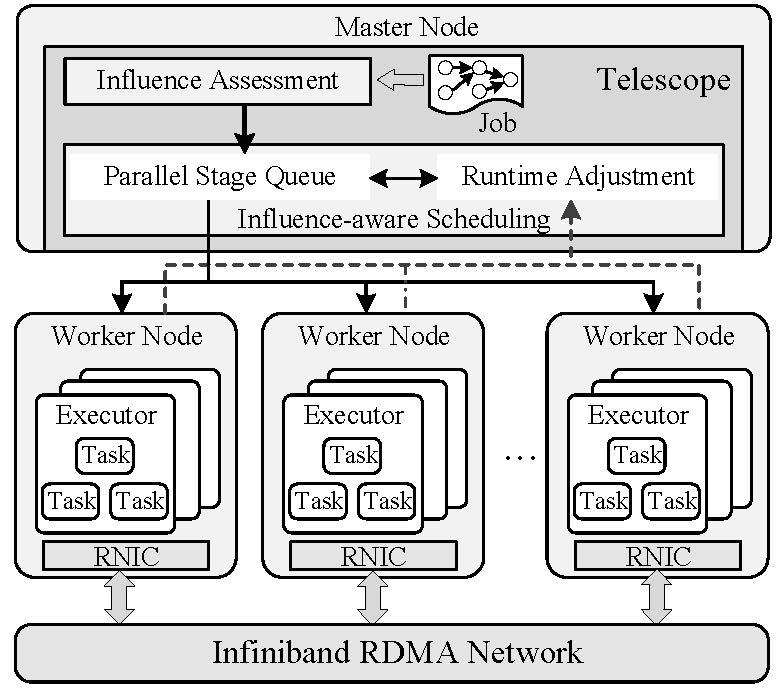 Master Node
Influence Assessment
Telescope
Job
Parallel Stage Queue
Runtime Adjustment
Influence-aware Scheduling
Worker Node
Worker Node
Worker Node
Executor
Executor
Executor
Task
Task
Task
...
Task Task
Task Task
Task Task
RNIC
RNIC
RNIC
Infiniband RDMA Network